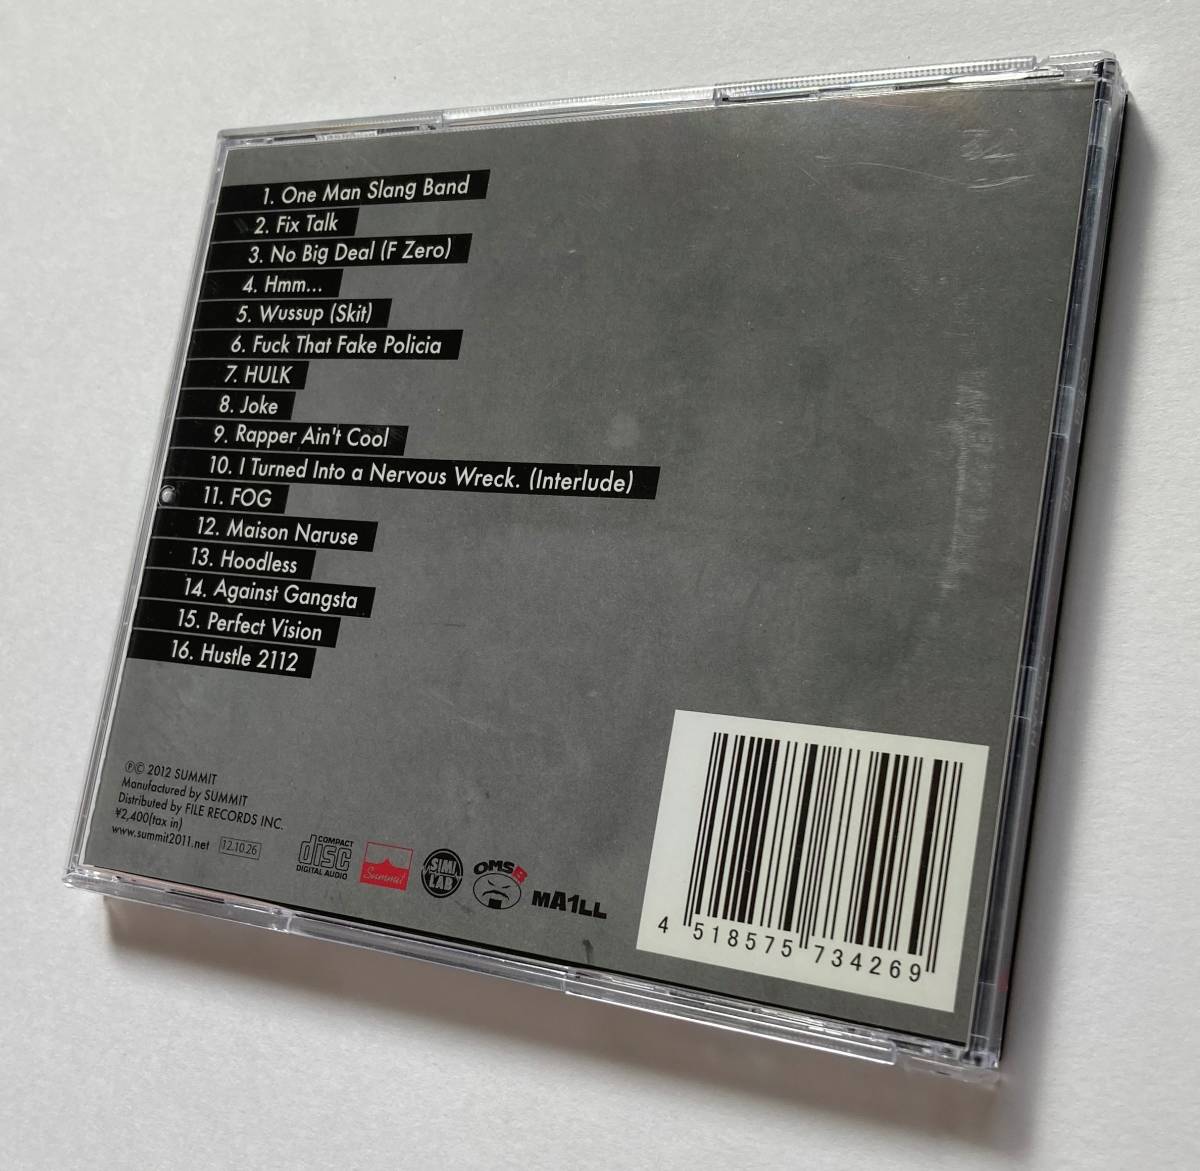 1. One Man Slang Band
2. Fix Talk
3. No Big Deal (F Zero)
4. Hmm...
5. Wussup (Skit)
6. Fuck That Fake Policia
7. HULK
8. Joke
9. Rapper Ain't Cool
10. I Turned Into a Nervous Wreck. (Interlude)
11. FOG
12. Maison Naruse
13. Hoodless
14. Against Gangsta
15. Perfect Vision
16. Hustle 2112
℗© 2012 SUMMIT
Manufactured by SUMMIT
Distributed by FILE RECORDS INC.
¥2,400(tax in)
www.summit2011.net 12.10.26
COMPACT
disc
DIGITAL AUDIO
Summit
SIMI
LAB
OMSB
MA1LL
4 518575 734269